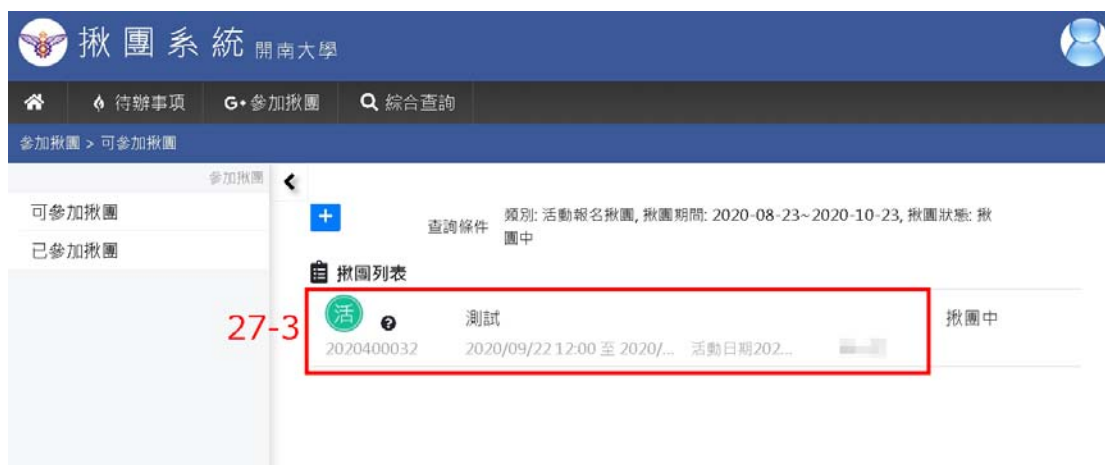 揪團系統 開南大學
待辦事項 G+ 參加揪團 綜合查詢
參加揪團 > 可參加揪團
參加揪團
可參加揪團
已參加揪團
查詢條件 類別: 活動報名揪團, 揪團期間: 2020-08-23~2020-10-23, 揪團狀態: 揪
團中
揪團列表
27-3
活 測試 揪團中
2020400032 2020/09/22 12:00 至 2020/... 活動日期202...